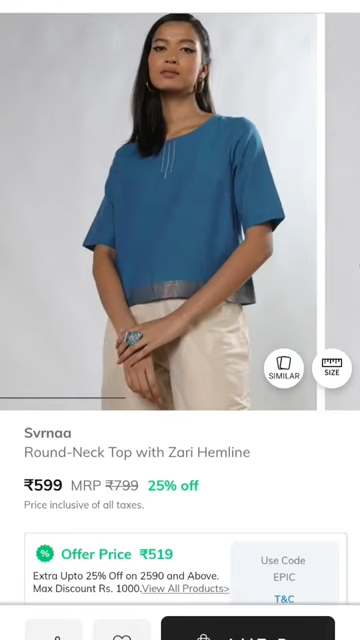 SIMILAR
SIZE
Svrnaa
Round-Neck Top with Zari Hemline
₹599 MRP ₹799 25% off
Price inclusive of all taxes.
% Offer Price ₹519
Extra Upto 25% Off on 2590 and Above.
Max Discount Rs. 1000.View All Products>
Use Code
EPIC
T&C